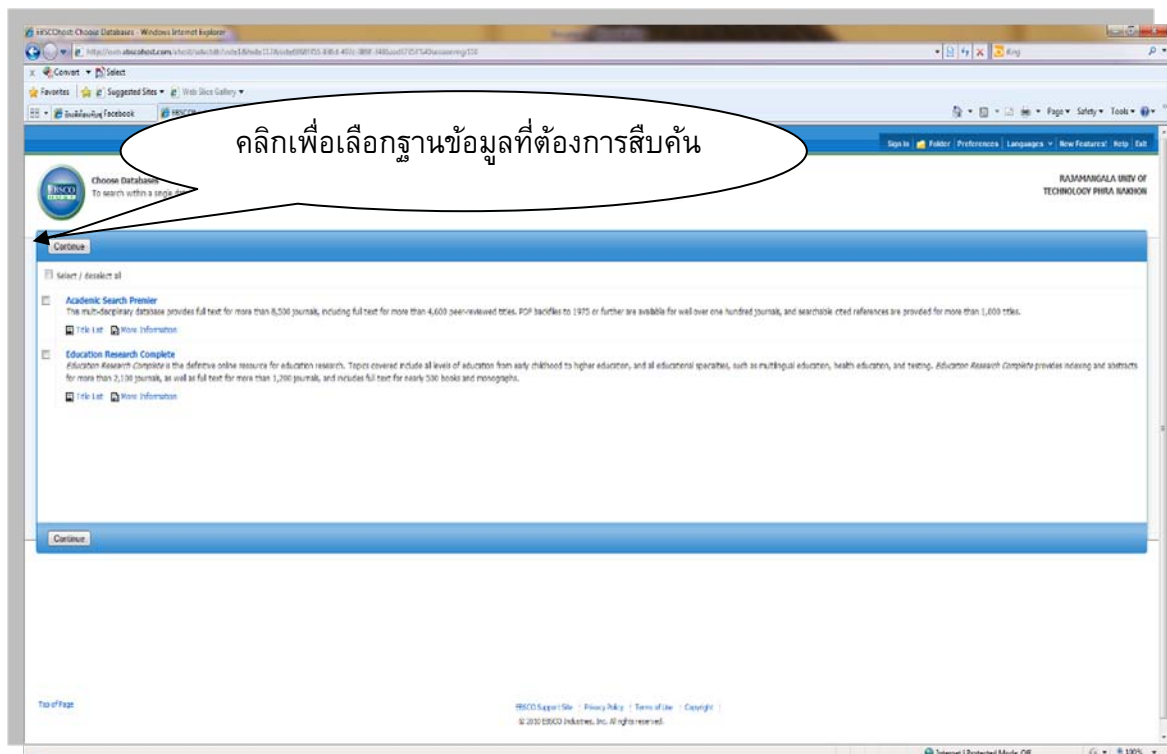 EBSCOhost: Choose Databases - Windows Internet Explorer
Convert Select
Favorites Suggested Sites Web Slice Gallery
Facebook
Page Safety Tools
คลิกเพื่อเลือกฐานข้อมูลที่ต้องการสืบค้น
Sign In Folder Preferences Languages New Features! Help Exit
EBSCO
HOST
Choose Databases
To search within a single
RAJAMANGALA UNIV OF
TECHNOLOGY PHRA NAKHON
Continue
Select / deselect all
Academic Search Premier
This multi-disciplinary database provides full text for more than 8,500 journals, including full text for more than 4,600 peer-reviewed titles. PDF backfiles to 1975 or further are available for well over one hundred journals, and searchable cited references are provided for more than 1,000 titles.
Title List More Information
Education Research Complete
Education Research Complete is the definitive online resource for education research. Topics covered include all levels of education from early childhood to higher education, and all educational specialties, such as multilingual education, health education, and testing. Education Research Complete provides indexing and abstracts
for more than 2,100 journals, as well as full text for more than 1,200 journals, and includes full text for nearly 500 books and monographs.
Title List More Information
Continue
Top of Page
EBSCO Support Site Privacy Policy Terms of Use Copyright
© 2010 EBSCO Industries, Inc. All rights reserved.
Internet | Protected Mode: Off 100%